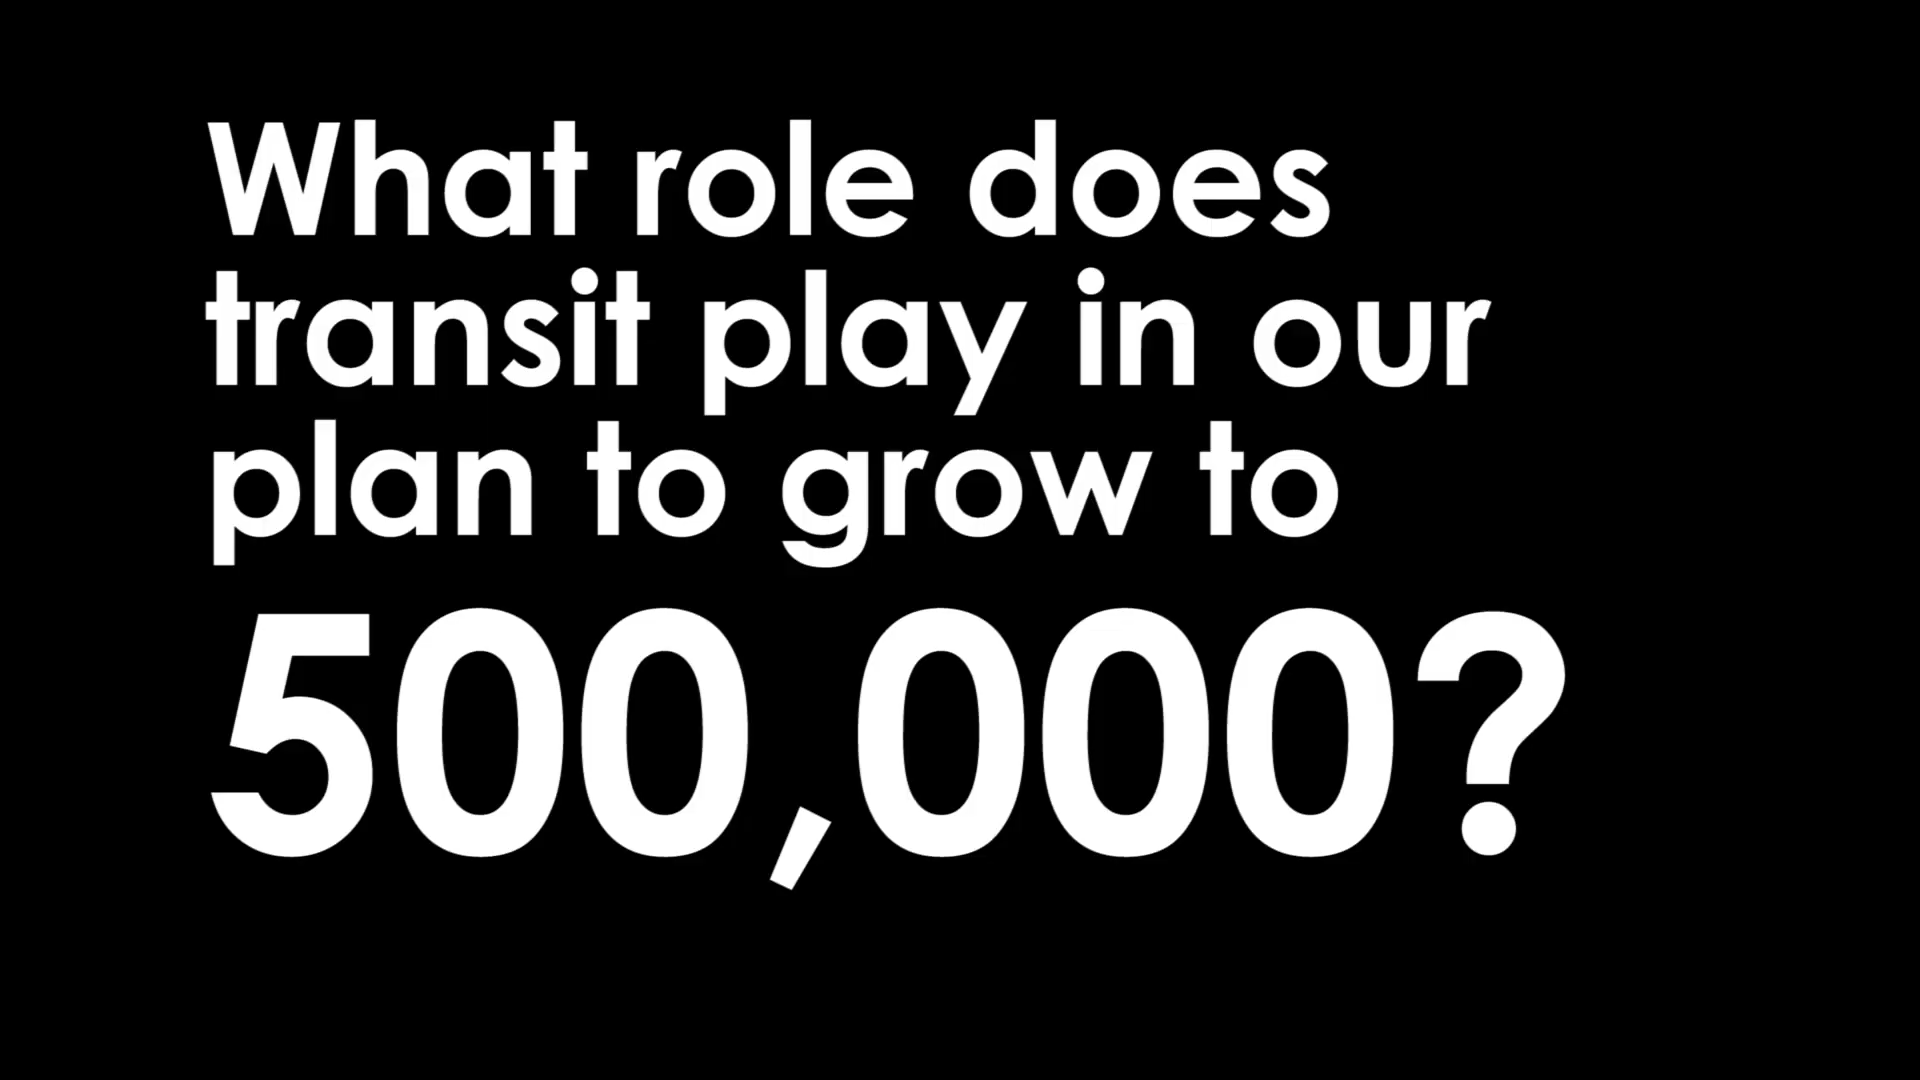 What role does
transit play in our
plan to grow to
500,000?